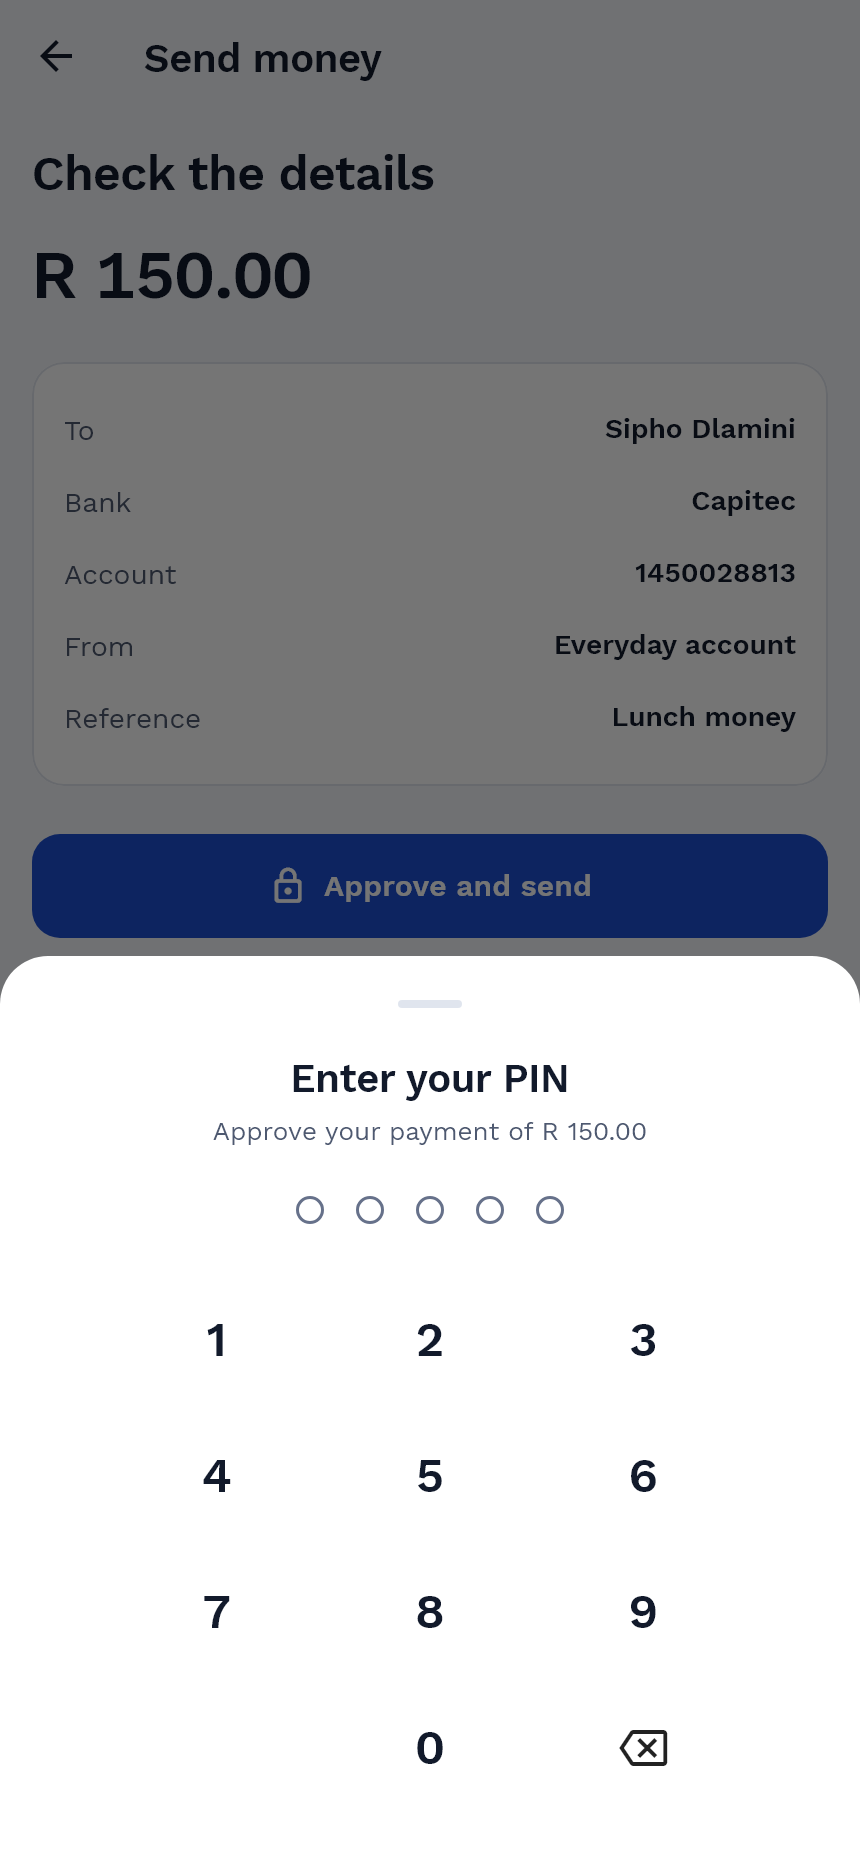 Send money
Check the details
R 150.00
To Sipho Dlamini
Bank Capitec
Account 1450028813
From Everyday account
Reference Lunch money
Approve and send
Enter your PIN
Approve your payment of R 150.00
1 2 3
4 5 6
7 8 9
0